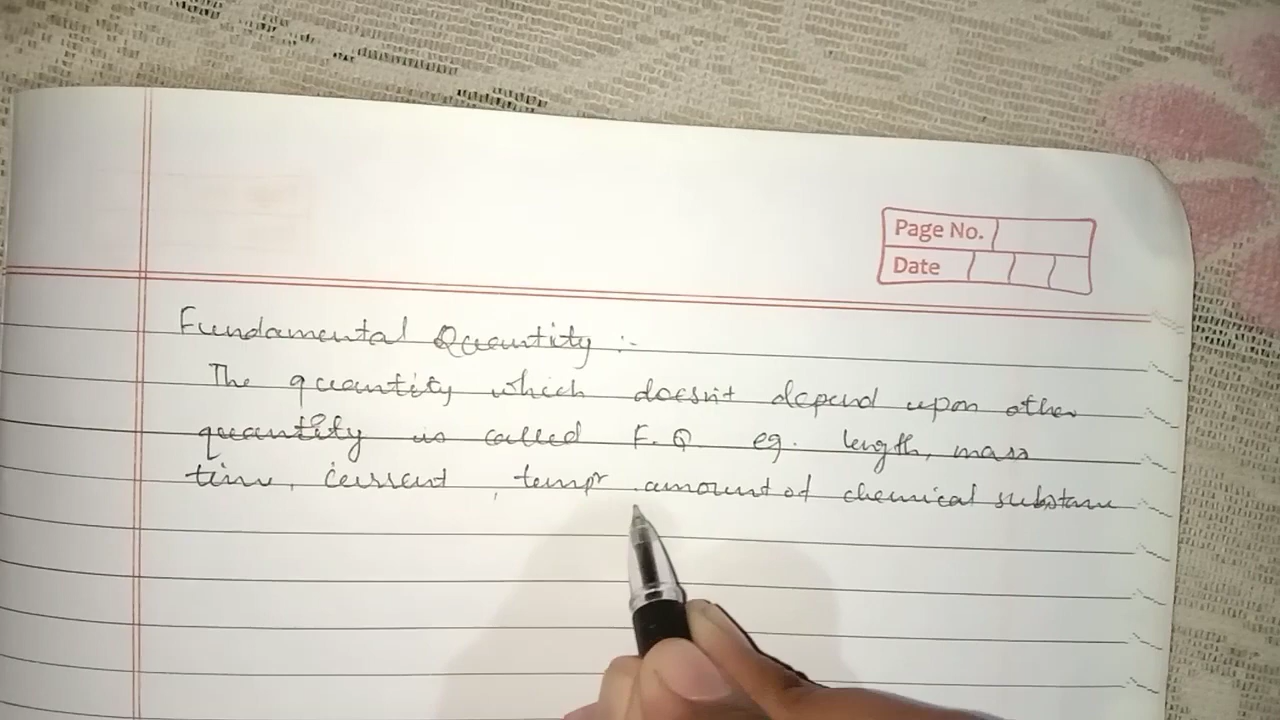 Page No.
Date
Fundamental Quantity :-
The quantity which doesn't depend upon other
quantity is called F.Q. eg. length, mass
time, current , tempr amount of chemical substance